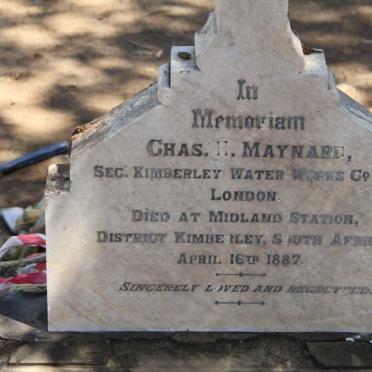 In
Memoriam
Chas. H. Maynard,
Sec. Kimberley Water Works Co.
London.
Died at Midland Station,
District Kimberley, South Afri
April 16th 1887.
Sincerely loved and regretted.